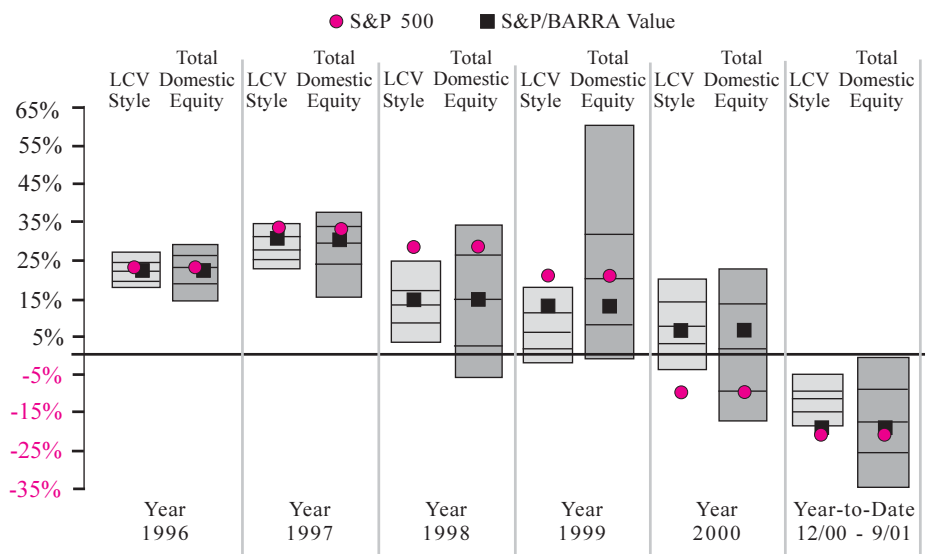 S&P 500 S&P/BARRA Value
LCV Style Total Domestic Equity LCV Style Total Domestic Equity LCV Style Total Domestic Equity LCV Style Total Domestic Equity LCV Style Total Domestic Equity LCV Style Total Domestic Equity
65%
55%
45%
35%
25%
15%
5%
-5%
-15%
-25%
-35%
Year 1996
Year 1997
Year 1998
Year 1999
Year 2000
Year-to-Date 12/00 - 9/01